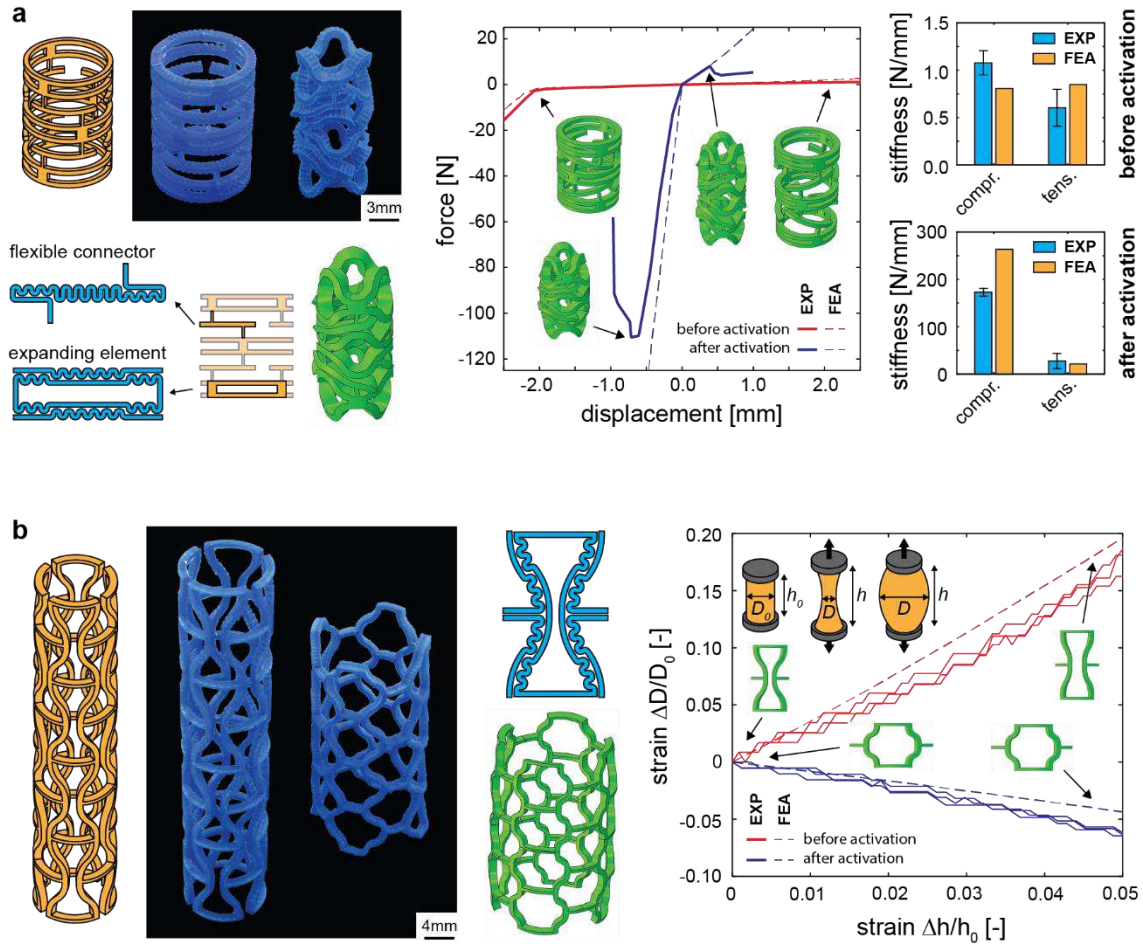 a
3mm
flexible connector
expanding element
force [N]
20
0
-20
-40
-60
-80
-100
-120
-2.0
-1.0
0.0
1.0
2.0
displacement [mm]
EXP
FEA
before activation
after activation
stiffness [N/mm]
1.5
1.0
0.5
0.0
EXP
FEA
compr.
tens.
before activation
stiffness [N/mm]
300
200
100
0
EXP
FEA
compr.
tens.
after activation
b
4mm
strain ΔD/D0 [-]
0.20
0.15
0.10
0.05
0
-0.05
-0.10
D0
h0
D
h
D
h
EXP
FEA
before activation
after activation
0
0.01
0.02
0.03
0.04
0.05
strain Δh/h0 [-]